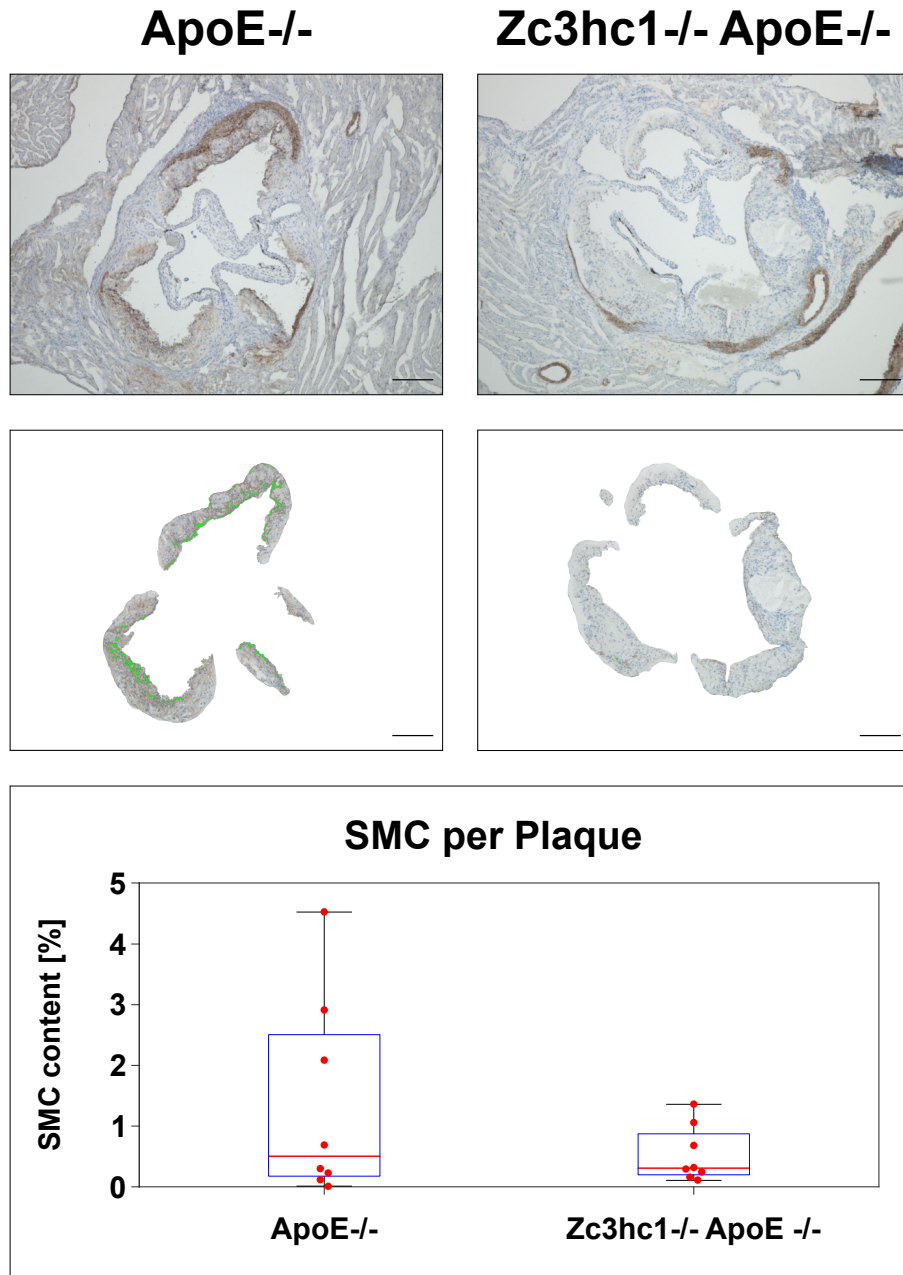 ApoE-/- Zc3hc1-/- ApoE-/-
SMC per Plaque
SMC content [%]
5
4
3
2
1
0
ApoE-/- Zc3hc1-/- ApoE -/-